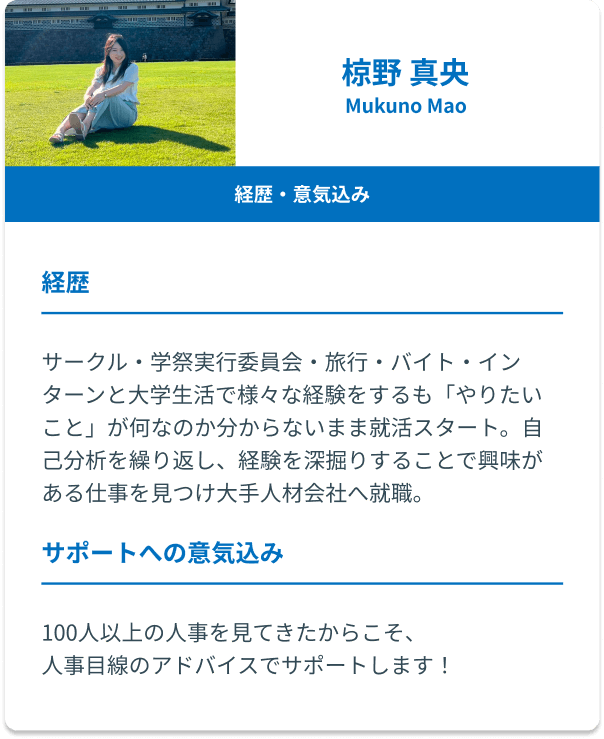 椋野 真央
Mukuno Mao
経歴・意気込み
経歴
サークル・学祭実行委員会・旅行・バイト・イン
ターンと大学生活で様々な経験をするも「やりたい
こと」が何なのか分からないまま就活スタート。自
己分析を繰り返し、経験を深掘りすることで興味が
ある仕事を見つけ大手人材会社へ就職。
サポートへの意気込み
100人以上の人事を見てきたからこそ、
人事目線のアドバイスでサポートします！